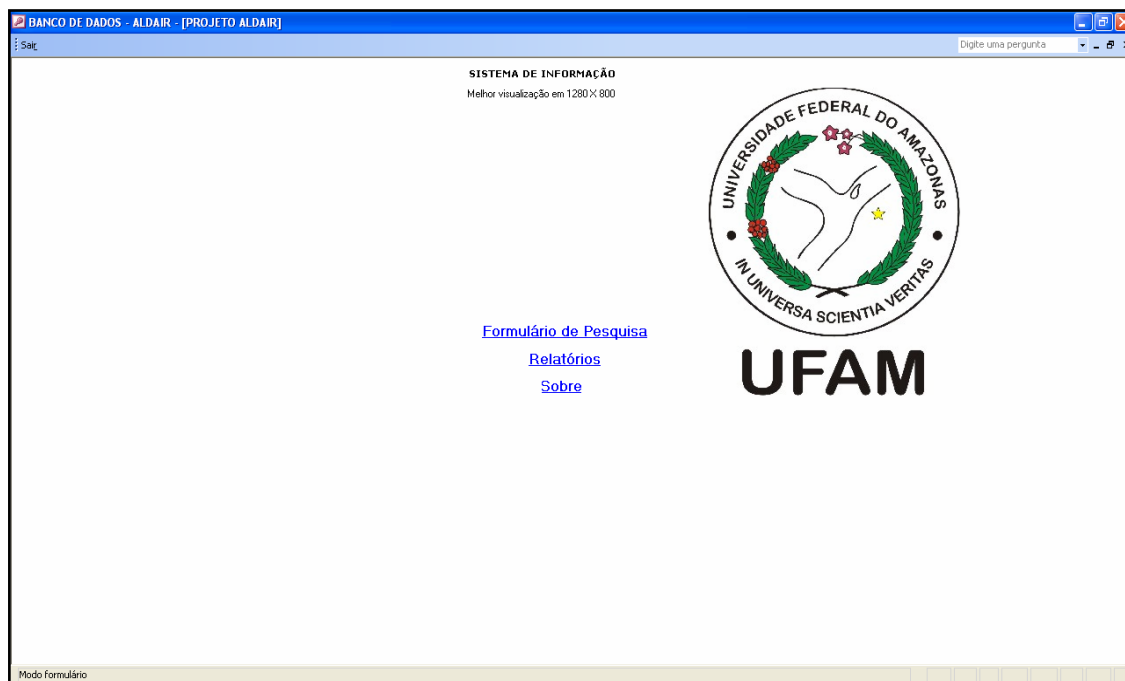 BANCO DE DADOS - ALDAIR - [PROJETO ALDAIR]
Sair
Digite uma pergunta
SISTEMA DE INFORMAÇÃO
Melhor visualização em 1280 X 800
UNIVERSIDADE FEDERAL DO AMAZONAS
IN UNIVERSA SCIENTIA VERITAS
UFAM
Formulário de Pesquisa
Relatórios
Sobre
Modo formulário